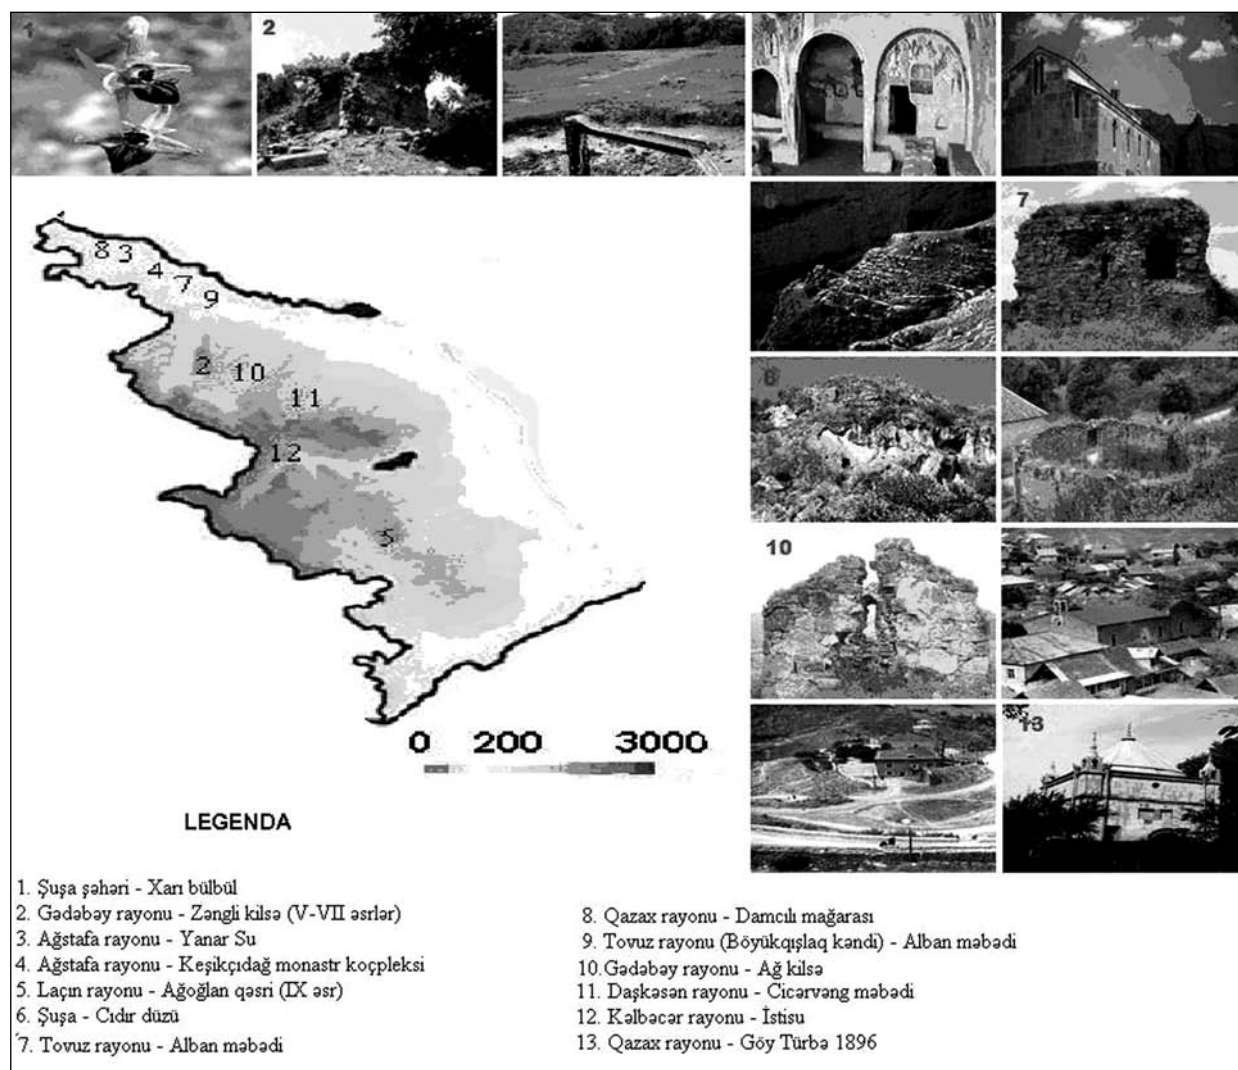 1
2
7
8
3
4
7
9
2
10
11
12
5
10
0 200 3000
13
LEGENDA
1. Şuşa şəhəri - Xarı bülbül
2. Gədəbəy rayonu - Zəngli kilsə (V-VII əsrlər)
3. Ağstafa rayonu - Yanar Su
4. Ağstafa rayonu - Keşikçıdağ monastr koçpleksi
5. Laçın rayonu - Ağoğlan qəsri (IX əsr)
6. Şuşa - Cıdır düzü
7. Tovuz rayonu - Alban məbədi
8. Qazax rayonu - Damcılı mağarası
9. Tovuz rayonu (Böyükqışlaq kəndi) - Alban məbədi
10. Gədəbəy rayonu - Ağ kilsə
11. Daşkəsən rayonu - Cicərvəng məbədi
12. Kəlbəcər rayonu - İstisu
13. Qazax rayonu - Göy Türbə 1896